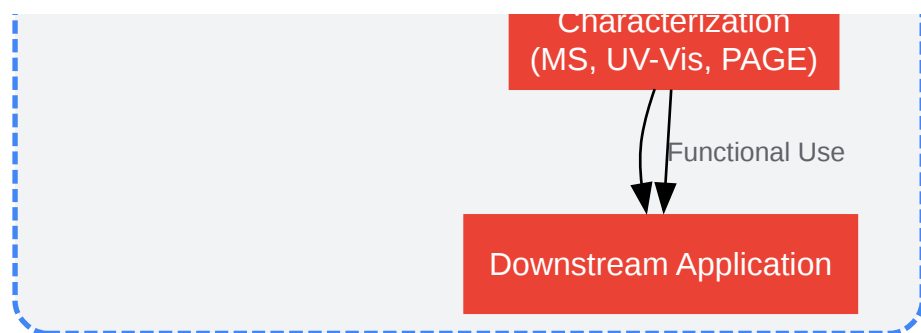 Characterization
(MS, UV-Vis, PAGE)
Functional Use
Downstream Application